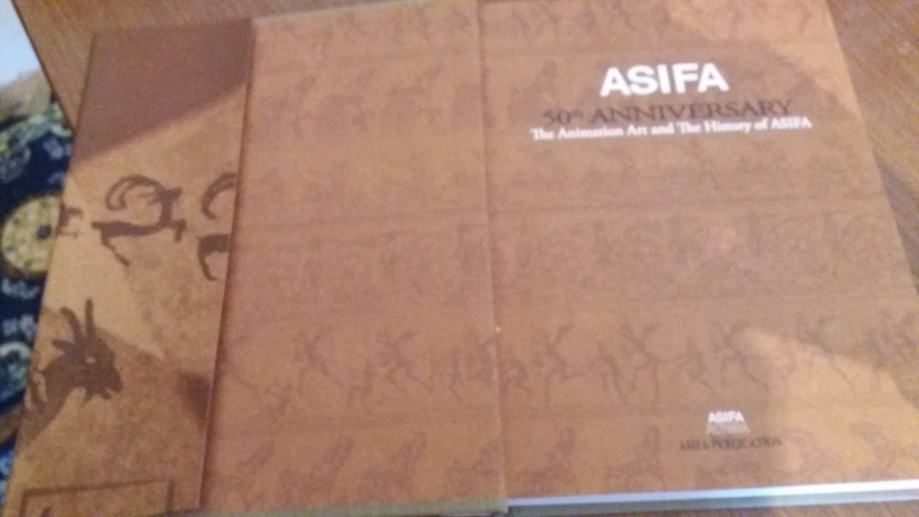 ASIFA
50th ANNIVERSARY
The Animation Art and The History of ASIFA
ASIFA
ASIFA PUBLICATION